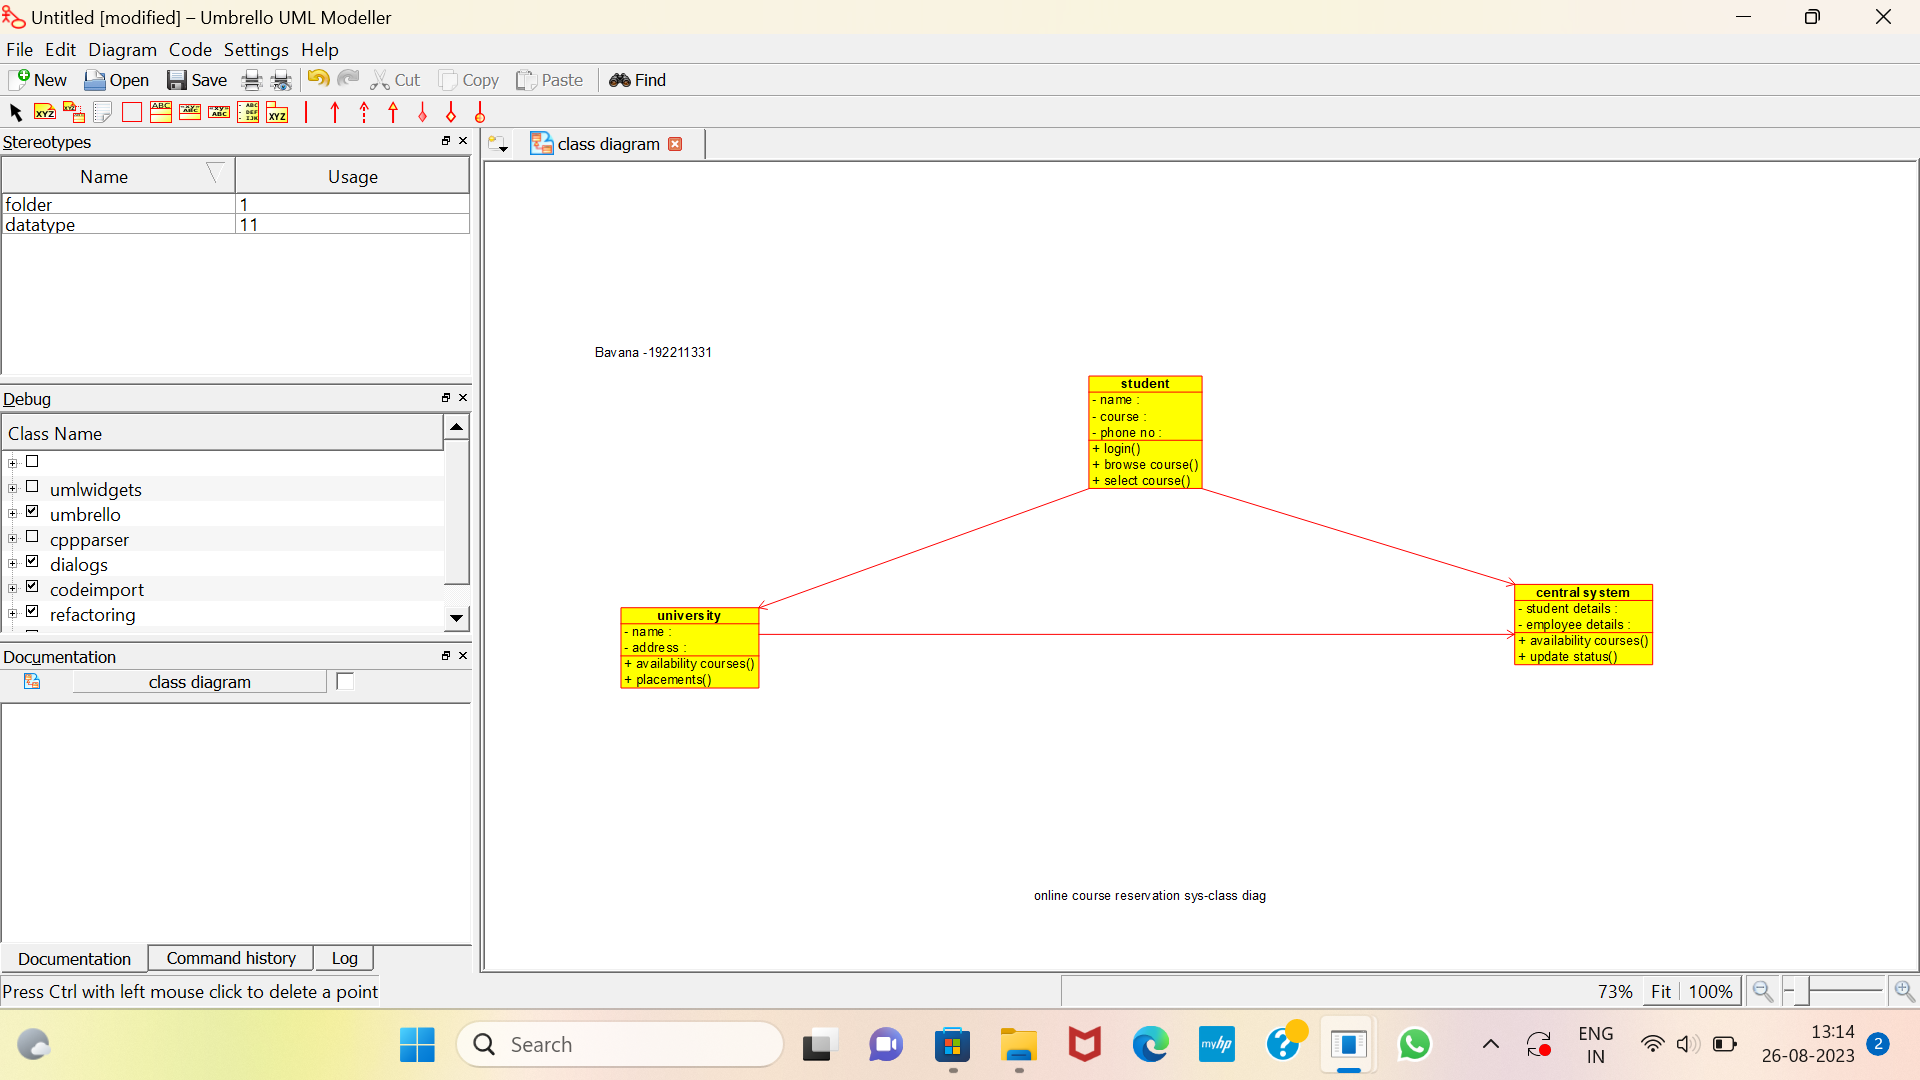 Untitled [modified] – Umbrello UML Modeller
File Edit Diagram Code Settings Help
New Open Save Cut Copy Paste Find
Stereotypes
class diagram
Name Usage
folder 1
datatype 11
Debug
Class Name
umlwidgets
umbrello
cppparser
dialogs
codeimport
refactoring
Documentation
class diagram
Documentation Command history Log
Bavana -192211331
student
- name :
- course :
- phone no :
+ login()
+ browse course()
+ select course()
university
- name :
- address :
+ availability courses()
+ placements()
central system
- student details :
- employee details :
+ availability courses()
+ update status()
online course reservation sys-class diag
Press Ctrl with left mouse click to delete a point
73% Fit 100%
Search
myhp
ENG
IN
13:14
26-08-2023
2